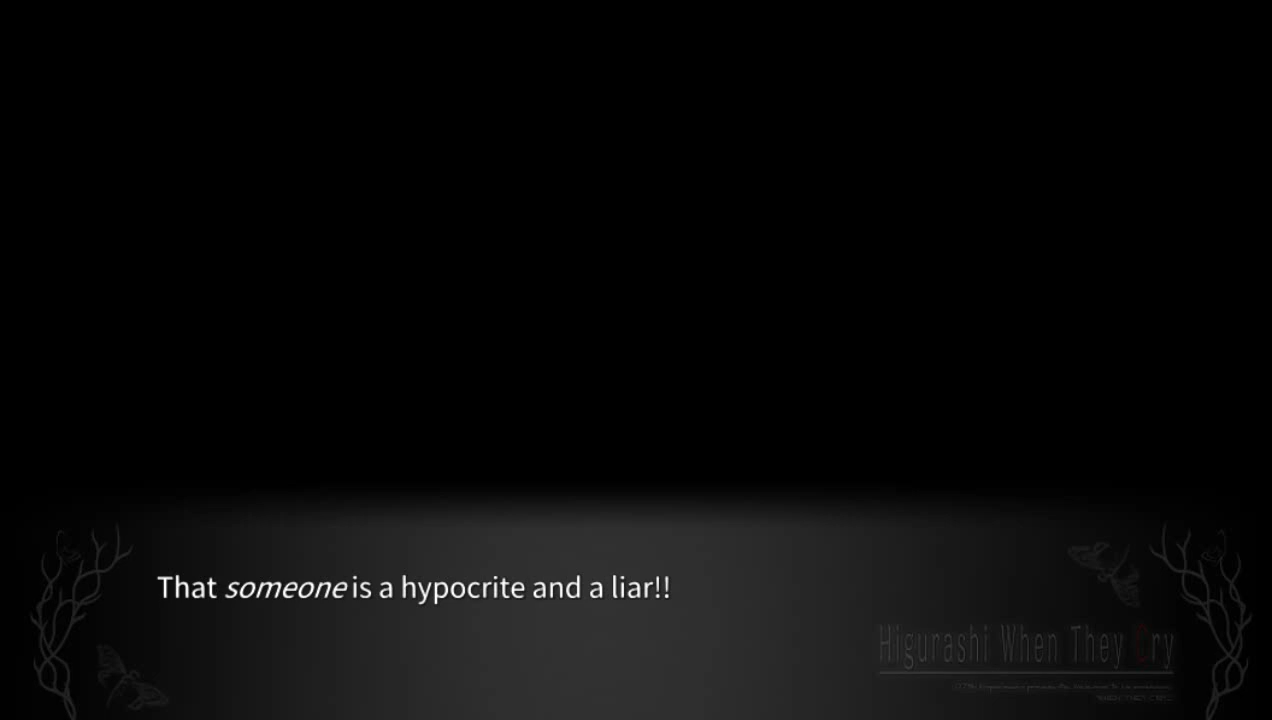 That someone is a hypocrite and a liar!!
Higurashi When They Cry